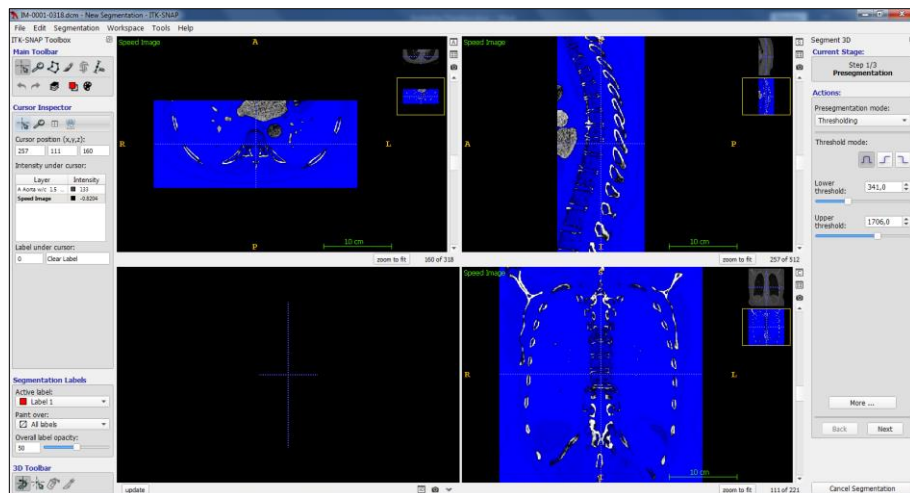 IM-0001-0318.dcm - New Segmentation - ITK-SNAP
File Edit Segmentation Workspace Tools Help
ITK-SNAP Toolbox
Main Toolbar
Cursor Inspector
Cursor position (x,y,z):
257 111 160
Intensity under cursor:
Layer Intensity
A Aorta w/c 1.5 ... 133
Speed Image -0.8204
Label under cursor:
0 Clear Label
Segmentation Labels
Active label:
Label 1
Paint over:
All labels
Overall label opacity:
50
3D Toolbar
Speed Image
A
R
L
P
10 cm
zoom to fit 160 of 318
Speed Image
S
A
P
I
10 cm
zoom to fit 257 of 512
update
Speed Image
R
L
10 cm
zoom to fit 111 of 221
Segment 3D
Current Stage:
Step 1/3
Presegmentation
Actions:
Presegmentation mode:
Thresholding
Threshold mode:
Lower
threshold:
341,0
Upper
threshold:
1706,0
More ...
Back Next
Cancel Segmentation